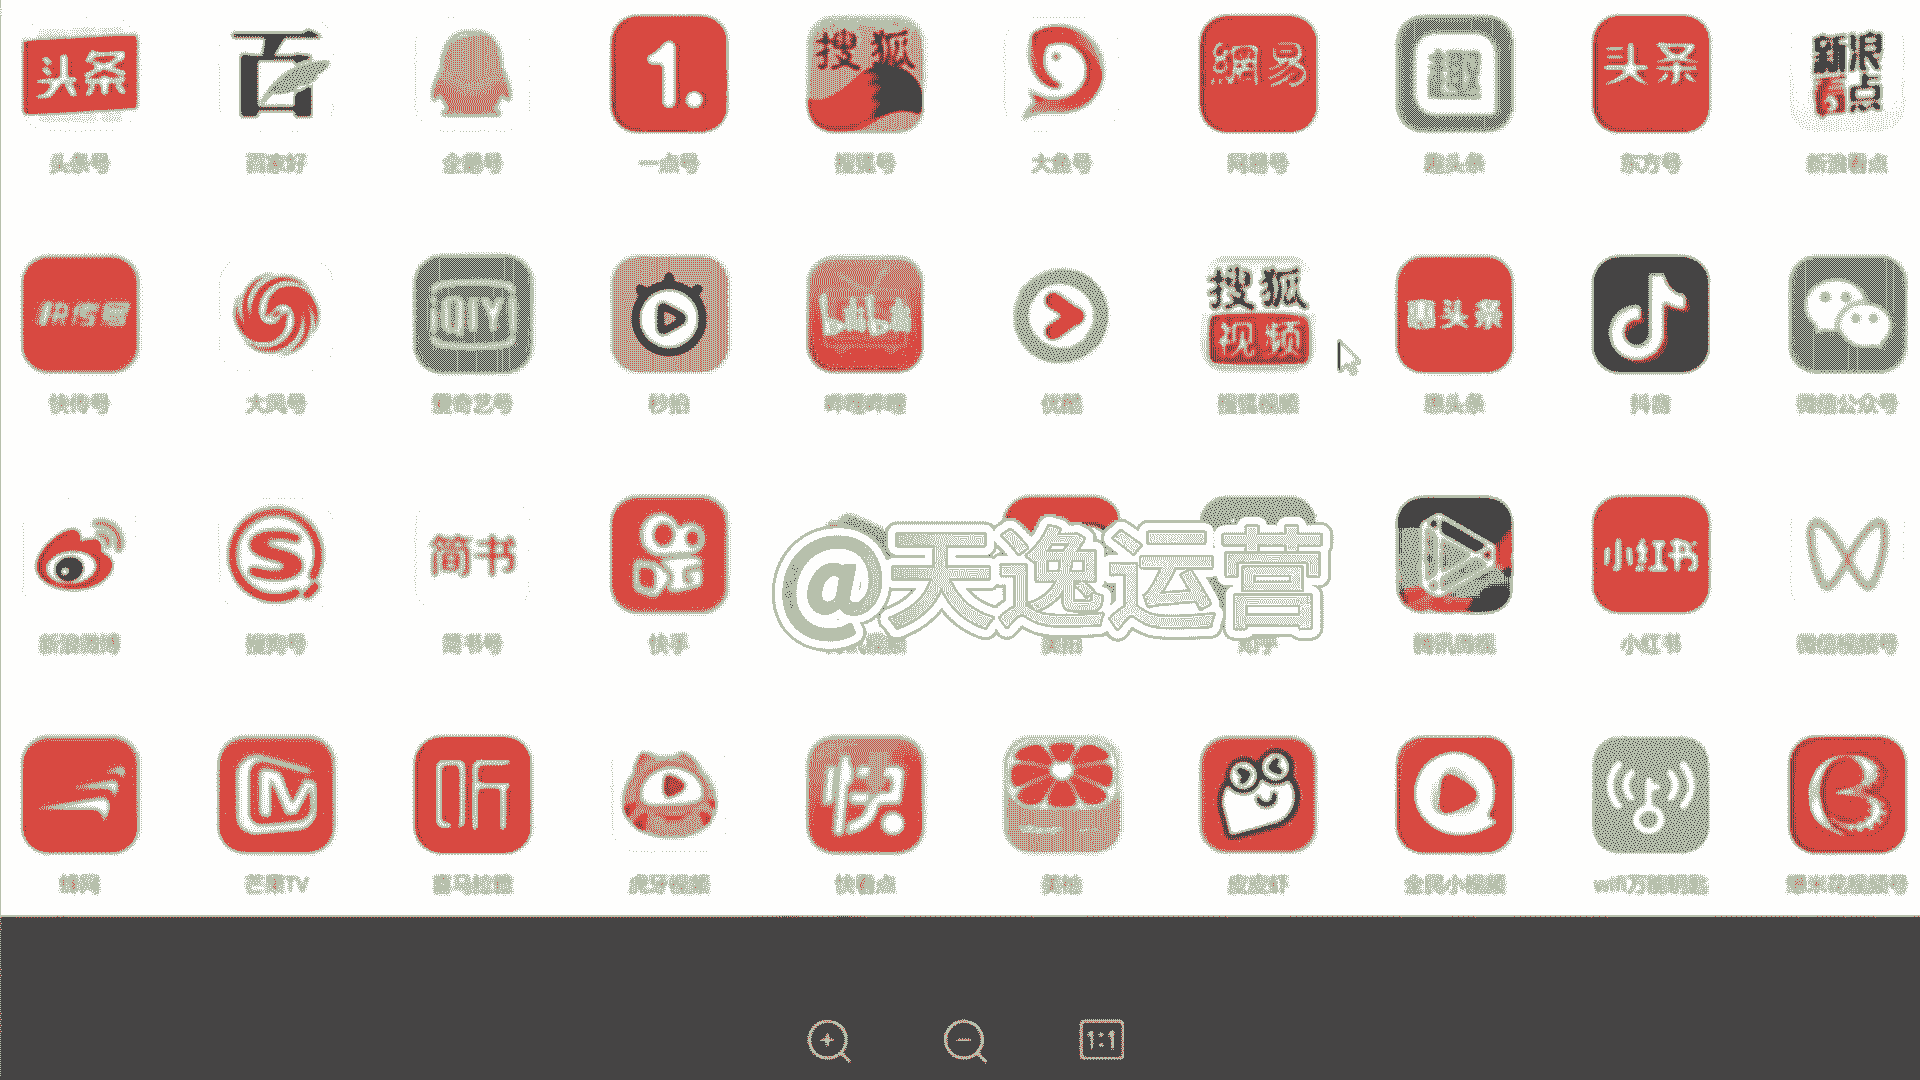 头条 百 1. 搜狐 網易 趣 头条 新浪看点
头条号 百家好 企鹅号 一点号 搜狐号 大鱼号 网易号 趣头条 东方号 新浪看点
快传号 iQIY bilibili 搜狐视频 惠头条
快传号 大风号 爱奇艺号 秒拍 哔哩哔哩 优酷 搜狐视频 惠头条 抖音 微信公众号
简书 小红书
@天逸运营
新浪微博 搜狗号 简书号 快手 美拍 知乎 小红书 微信视频号
听 快
蜂网 芒果TV 喜马拉雅 虎牙视频 快看点 美拍 皮皮虾 全民小视频 wifi万能钥匙 爆米花视频号
1:1